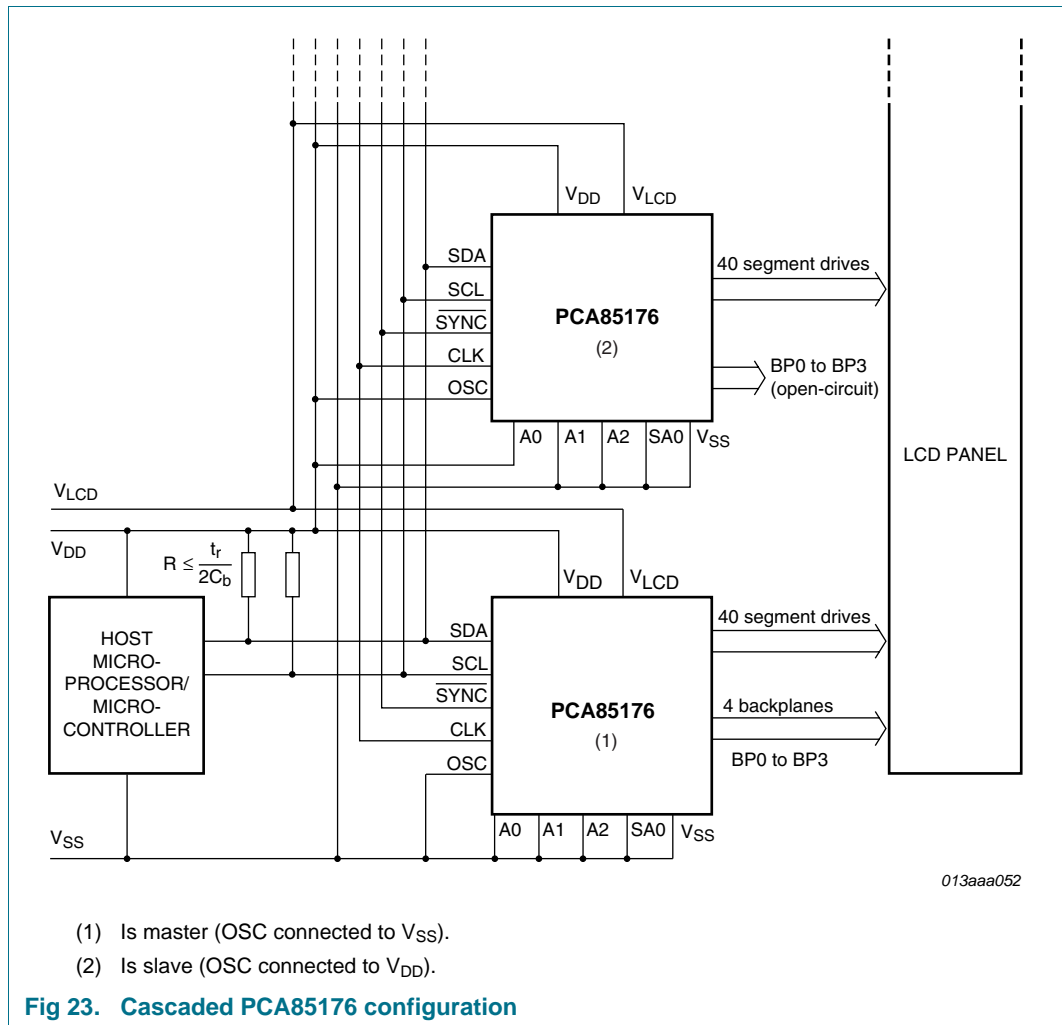 VDD
VLCD
SDA
SCL
SYNC
CLK
OSC
PCA85176
(2)
40 segment drives
BP0 to BP3
(open-circuit)
A0 A1 A2 SA0 VSS
LCD PANEL
VLCD
VDD
R ≤ tr
2Cb
VDD
VLCD
HOST
MICRO-
PROCESSOR/
MICRO-
CONTROLLER
SDA
SCL
SYNC
CLK
OSC
PCA85176
(1)
40 segment drives
4 backplanes
BP0 to BP3
A0 A1 A2 SA0 VSS
VSS
013aaa052
(1) Is master (OSC connected to VSS).
(2) Is slave (OSC connected to VDD).
Fig 23. Cascaded PCA85176 configuration